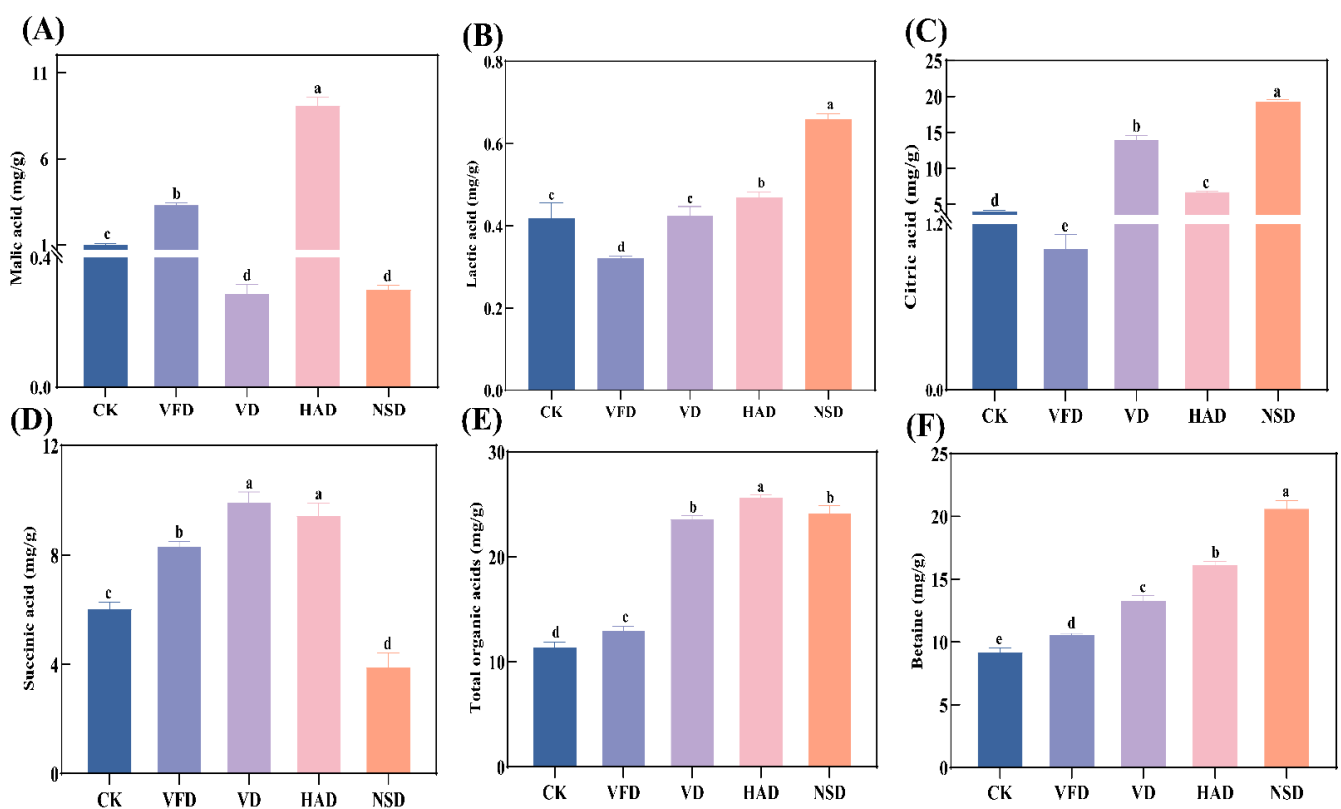 (A)
Malic acid (mg/g)
11
6
1
0.4
0.0
c
b
d
a
d
CK VFD VD HAD NSD
(B)
Lactic acid (mg/g)
0.8
0.6
0.4
0.2
0.0
c
d
c
b
a
CK VFD VD HAD NSD
(C)
Citric acid (mg/g)
25
20
15
10
5
1.2
0.0
d
e
b
c
a
CK VFD VD HAD NSD
(D)
Succinic acid (mg/g)
12
8
4
0
c
b
a
a
d
CK VFD VD HAD NSD
(E)
Total organic acids (mg/g)
30
20
10
0
d
c
b
a
b
CK VFD VD HAD NSD
(F)
Betaine (mg/g)
25
20
15
10
5
0
e
d
c
b
a
CK VFD VD HAD NSD